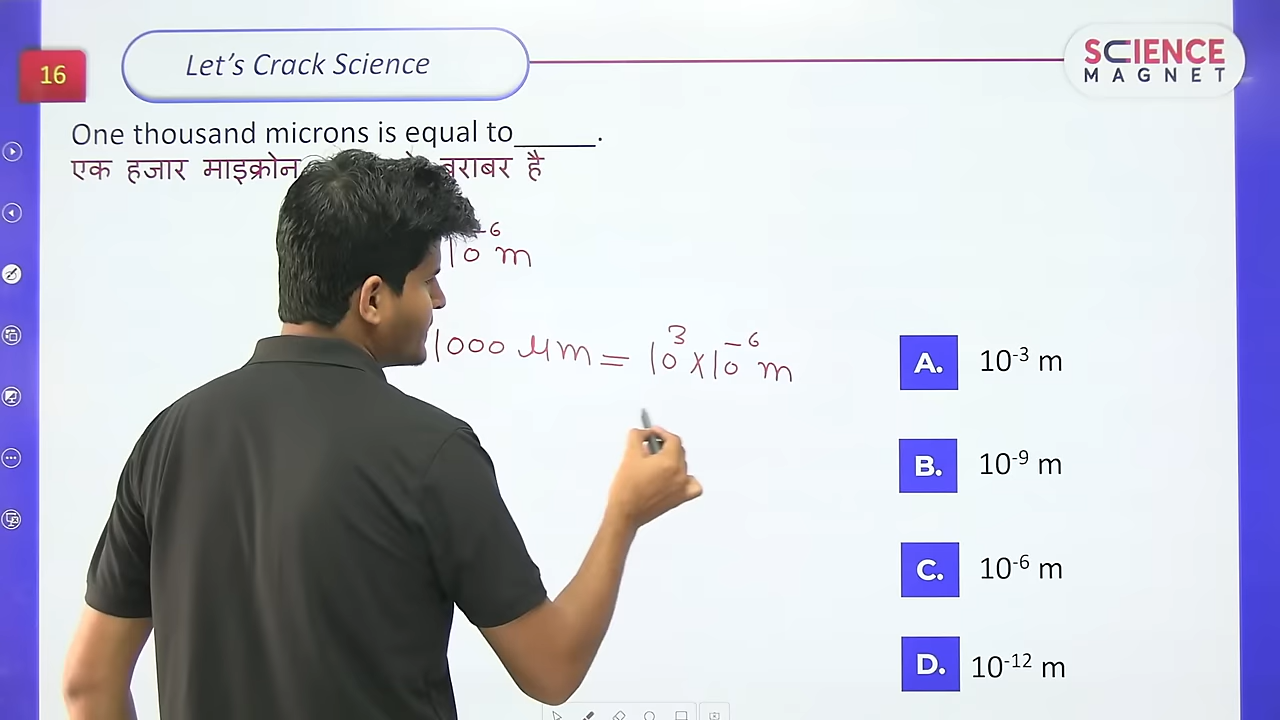 16
Let's Crack Science
SCIENCE
MAGNET
One thousand microns is equal to_____.
एक हजार माइक्रोन बराबर है
10⁻⁶ m
1000 μm = 10³ x 10⁻⁶ m
A. 10⁻³ m
B. 10⁻⁹ m
C. 10⁻⁶ m
D. 10⁻¹² m